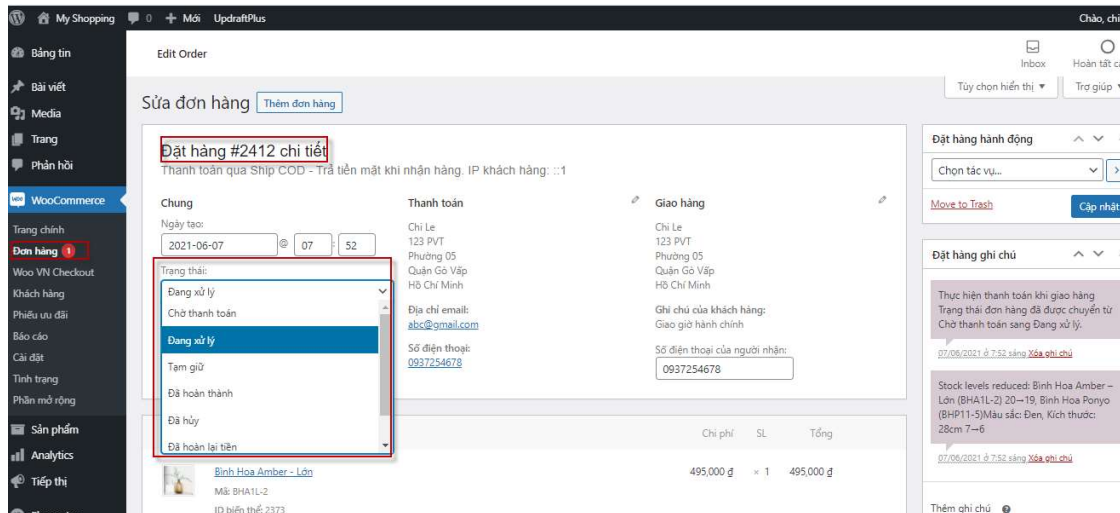 My Shopping 0 + Mới UpdraftPlus Chào, chi
Bảng tin
Bài viết
Media
Trang
Phản hồi
WooCommerce
Trang chính
Đơn hàng 1
Woo VN Checkout
Khách hàng
Phiếu ưu đãi
Báo cáo
Cài đặt
Tình trạng
Phần mở rộng
Sản phẩm
Analytics
Tiếp thị
Edit Order
Inbox
Hoàn tất c
Tùy chọn hiển thị ▼
Trợ giúp
Sửa đơn hàng Thêm đơn hàng
Đặt hàng #2412 chi tiết
Thanh toán qua Ship COD - Trả tiền mặt khi nhận hàng. IP khách hàng: ::1
Chung
Ngày tạo:
2021-06-07 @ 07 : 52
Trạng thái:
Đang xử lý
Chờ thanh toán
Đang xử lý
Tạm giữ
Đã hoàn thành
Đã hủy
Đã hoàn lại tiền
Thanh toán
Chi Le
123 PVT
Phường 05
Quận Gò Vấp
Hồ Chí Minh
Địa chỉ email:
abc@gmail.com
Số điện thoại:
0937254678
Giao hàng
Chi Le
123 PVT
Phường 05
Quận Gò Vấp
Hồ Chí Minh
Ghi chú của khách hàng:
Giao giờ hành chính
Số điện thoại của người nhận:
0937254678
Chi phí SL Tổng
Bình Hoa Amber - Lớn 495,000 ₫ × 1 495,000 ₫
Mã: BHA1L-2
ID biến thể: 2373
Đặt hàng hành động
Chọn tác vụ...
Move to Trash Cập nhật
Đặt hàng ghi chú
Thực hiện thanh toán khi giao hàng
Trạng thái đơn hàng đã được chuyển từ
Chờ thanh toán sang Đang xử lý.
07/06/2021 ở 7:52 sáng Xóa ghi chú
Stock levels reduced: Bình Hoa Amber –
Lớn (BHA1L-2) 20→19, Bình Hoa Ponyo
(BHP11-5)Màu sắc: Đen, Kích thước:
28cm 7→6
07/06/2021 ở 7:52 sáng Xóa ghi chú
Thêm ghi chú